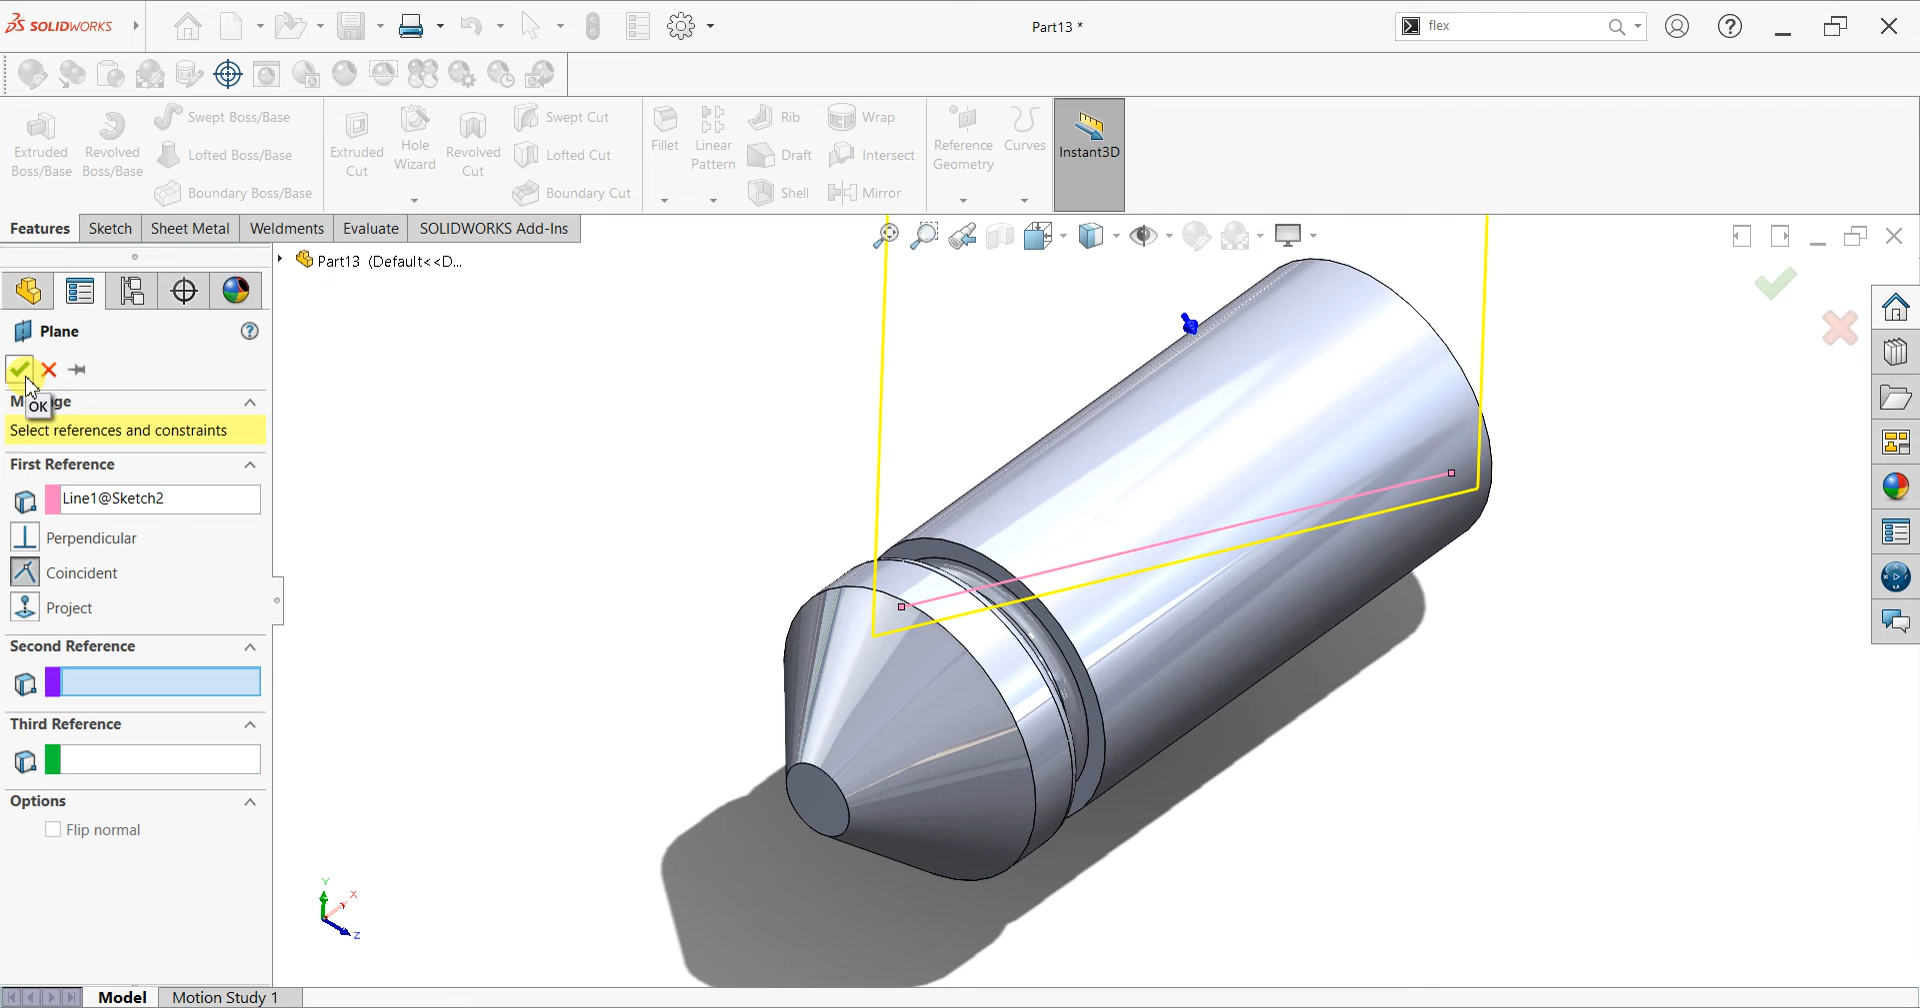 SOLIDWORKS
Part13 *
flex
Extruded Boss/Base
Revolved Boss/Base
Swept Boss/Base
Lofted Boss/Base
Boundary Boss/Base
Extruded Cut
Hole Wizard
Revolved Cut
Swept Cut
Lofted Cut
Boundary Cut
Fillet
Linear Pattern
Rib
Draft
Shell
Wrap
Intersect
Mirror
Reference Geometry
Curves
Instant3D
Features
Sketch
Sheet Metal
Weldments
Evaluate
SOLIDWORKS Add-Ins
Part13 (Default<<D...
Plane
OK
Select references and constraints
First Reference
Line1@Sketch2
Perpendicular
Coincident
Project
Second Reference
Third Reference
Options
Flip normal
Y
X
Z
Model
Motion Study 1